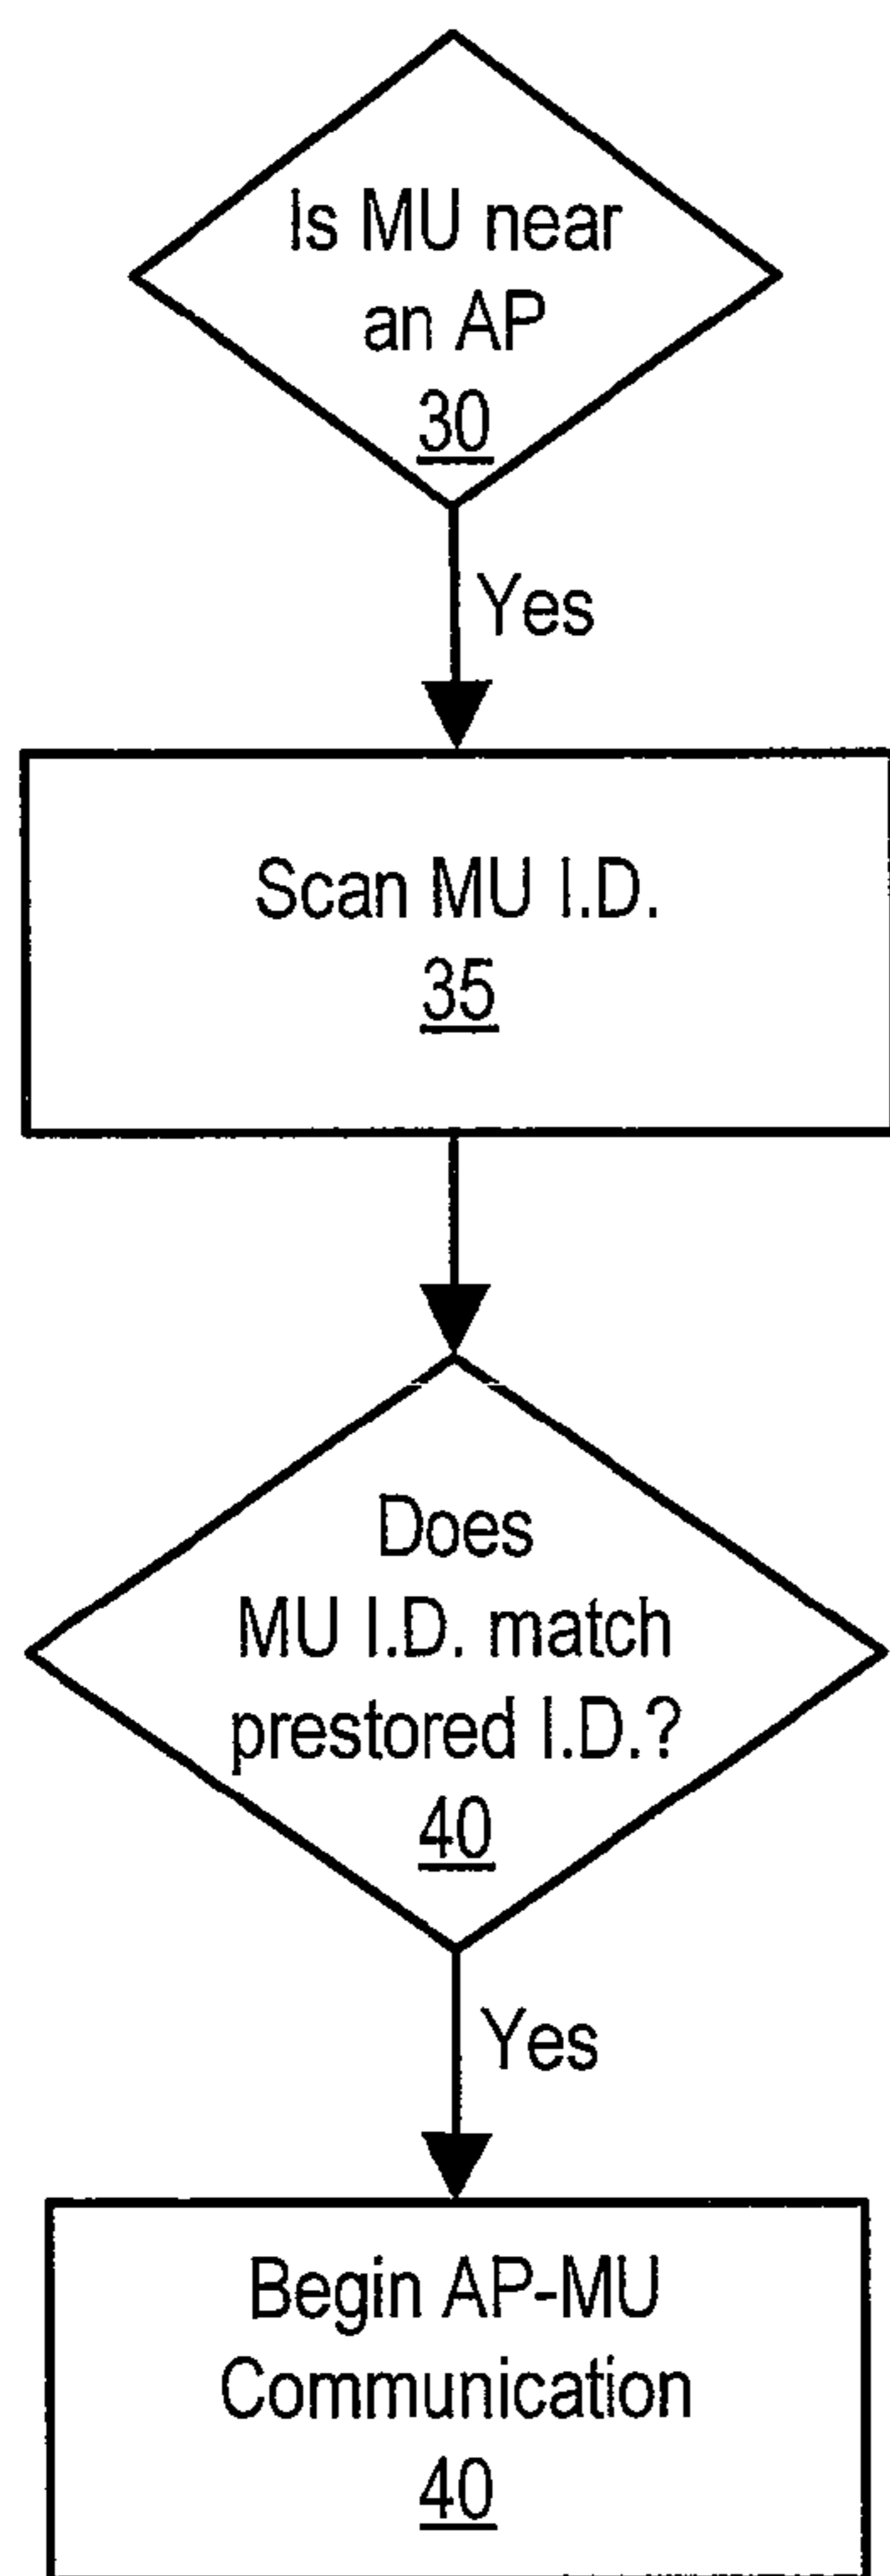 Is MU near
an AP
30
Yes
Scan MU I.D.
35
Does
MU I.D. match
prestored I.D.?
40
Yes
Begin AP-MU
Communication
40